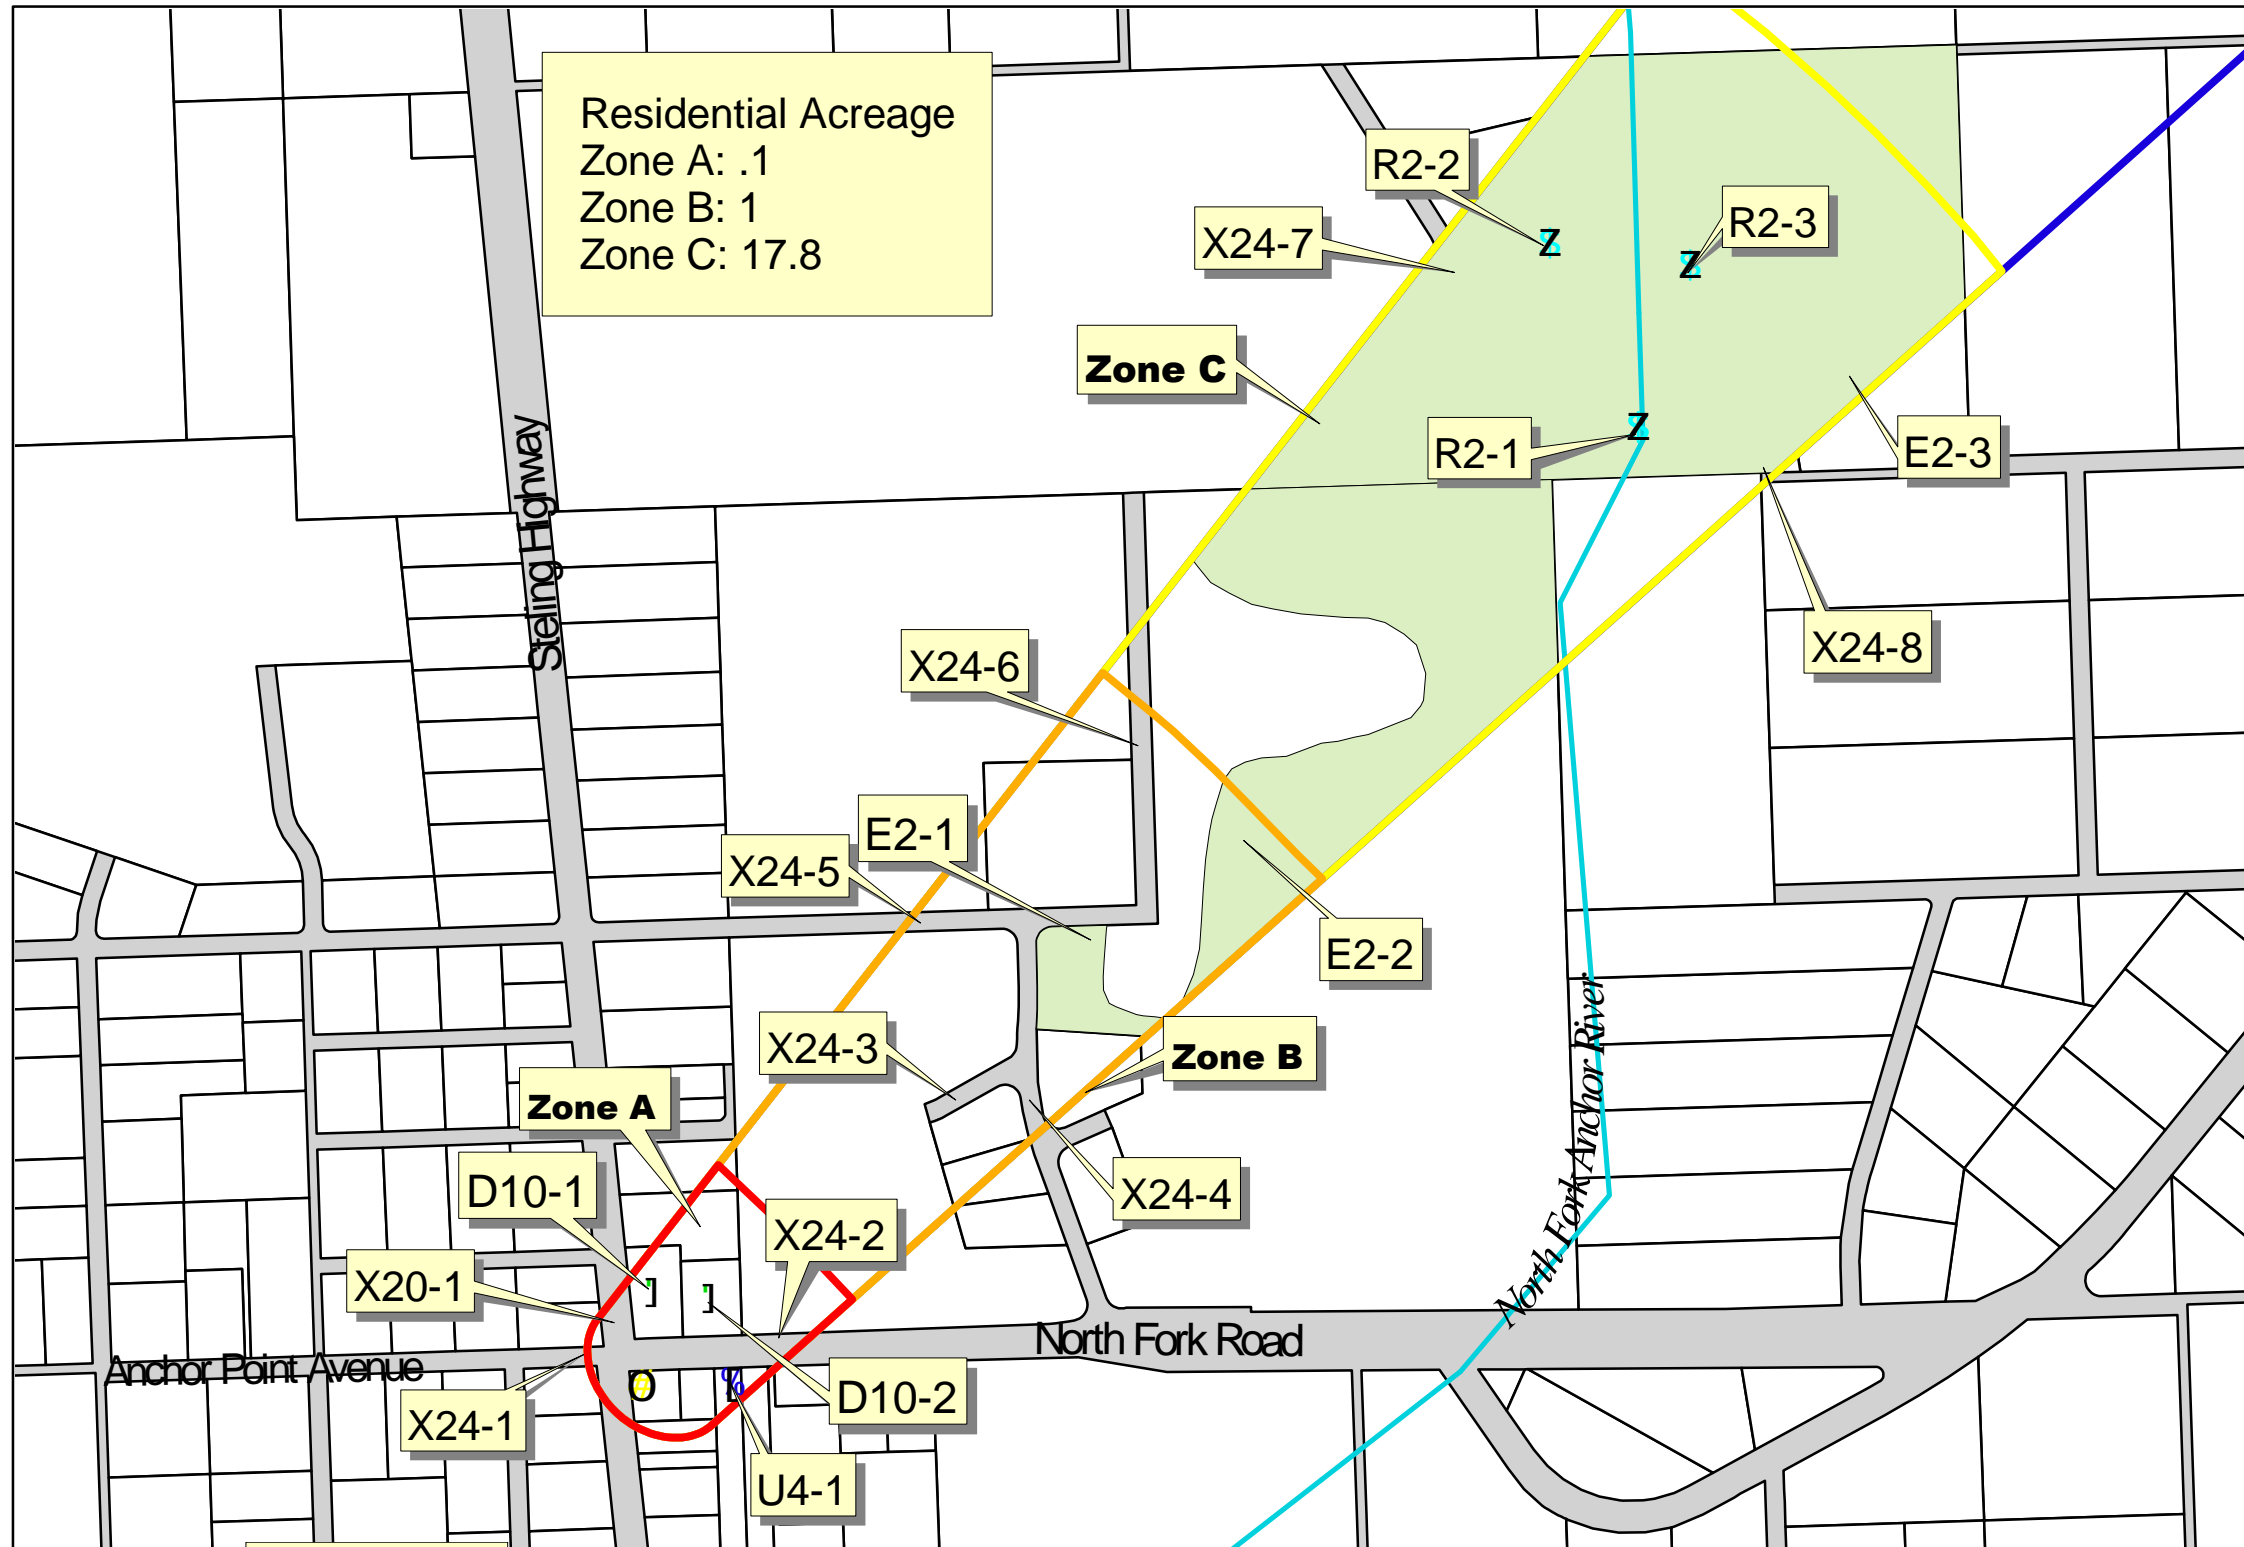 Residential Acreage
Zone A: .1
Zone B: 1
Zone C: 17.8
R2-2
R2-3
X24-7
Z
Z
Zone C
Z
R2-1
E2-3
Sterling Highway
X24-6
X24-8
E2-1
X24-5
E2-2
X24-3
Zone B
Zone A
North Fork Anchor River
D10-1
X24-4
X24-2
X20-1
]
]
North Fork Road
Anchor Point Avenue
O
%
D10-2
X24-1
U4-1